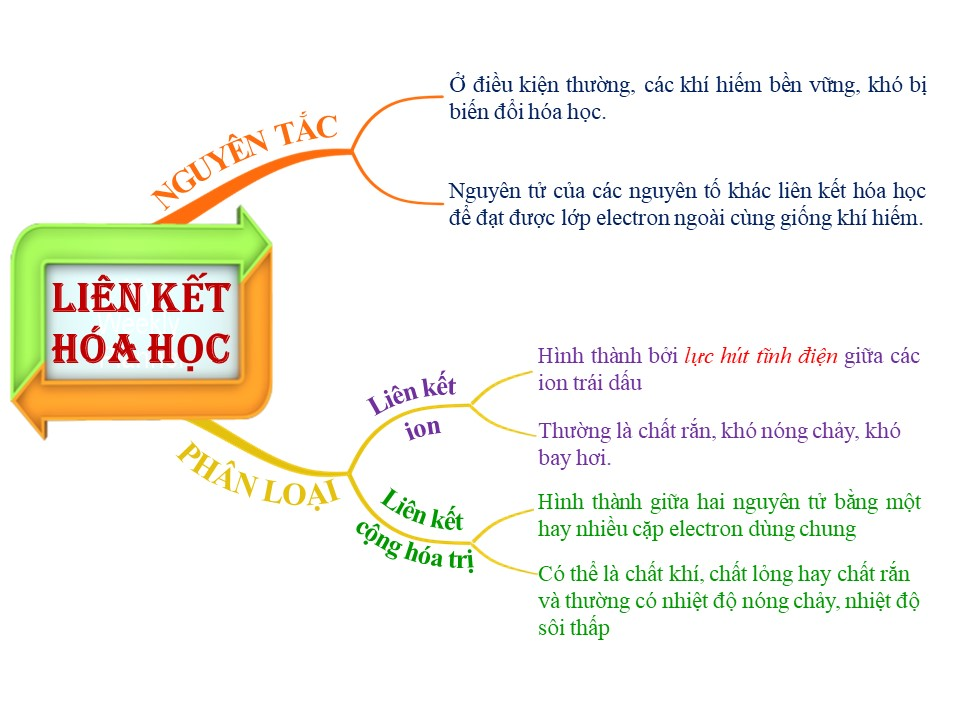 NGUYÊN TẮC
Ở điều kiện thường, các khí hiếm bền vững, khó bị
biến đổi hóa học.
Nguyên tử của các nguyên tố khác liên kết hóa học
để đạt được lớp electron ngoài cùng giống khí hiếm.
LIÊN KẾT
HÓA HỌC
PHÂN LOẠI
Liên kết
ion
Hình thành bởi lực hút tĩnh điện giữa các
ion trái dấu
Thường là chất rắn, khó nóng chảy, khó
bay hơi.
Liên kết
cộng hóa trị
Hình thành giữa hai nguyên tử bằng một
hay nhiều cặp electron dùng chung
Có thể là chất khí, chất lỏng hay chất rắn
và thường có nhiệt độ nóng chảy, nhiệt độ
sôi thấp